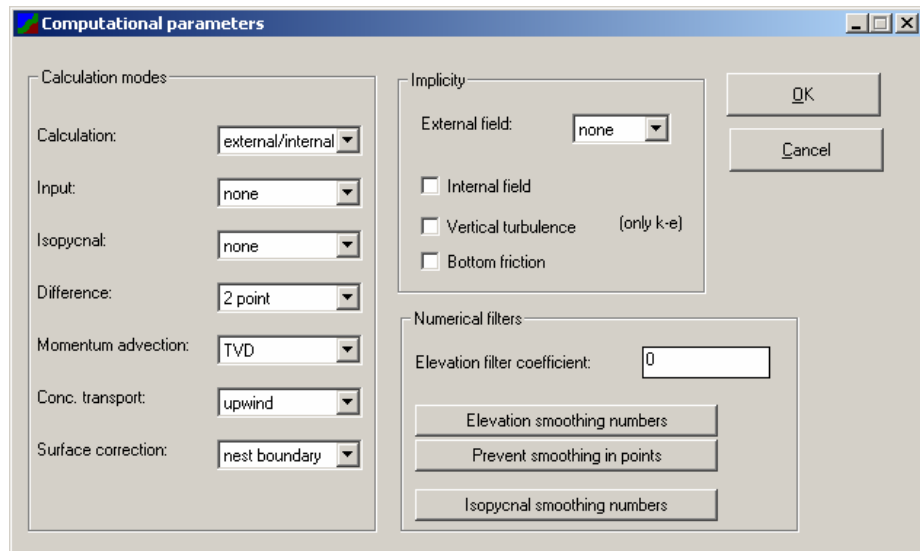 Computational parameters
Calculation modes
Calculation: external/internal
Input: none
Isopycnal: none
Difference: 2 point
Momentum advection: TVD
Conc. transport: upwind
Surface correction: nest boundary
Implicity
External field: none
Internal field
Vertical turbulence (only k-e)
Bottom friction
OK
Cancel
Numerical filters
Elevation filter coefficient: 0
Elevation smoothing numbers
Prevent smoothing in points
Isopycnal smoothing numbers